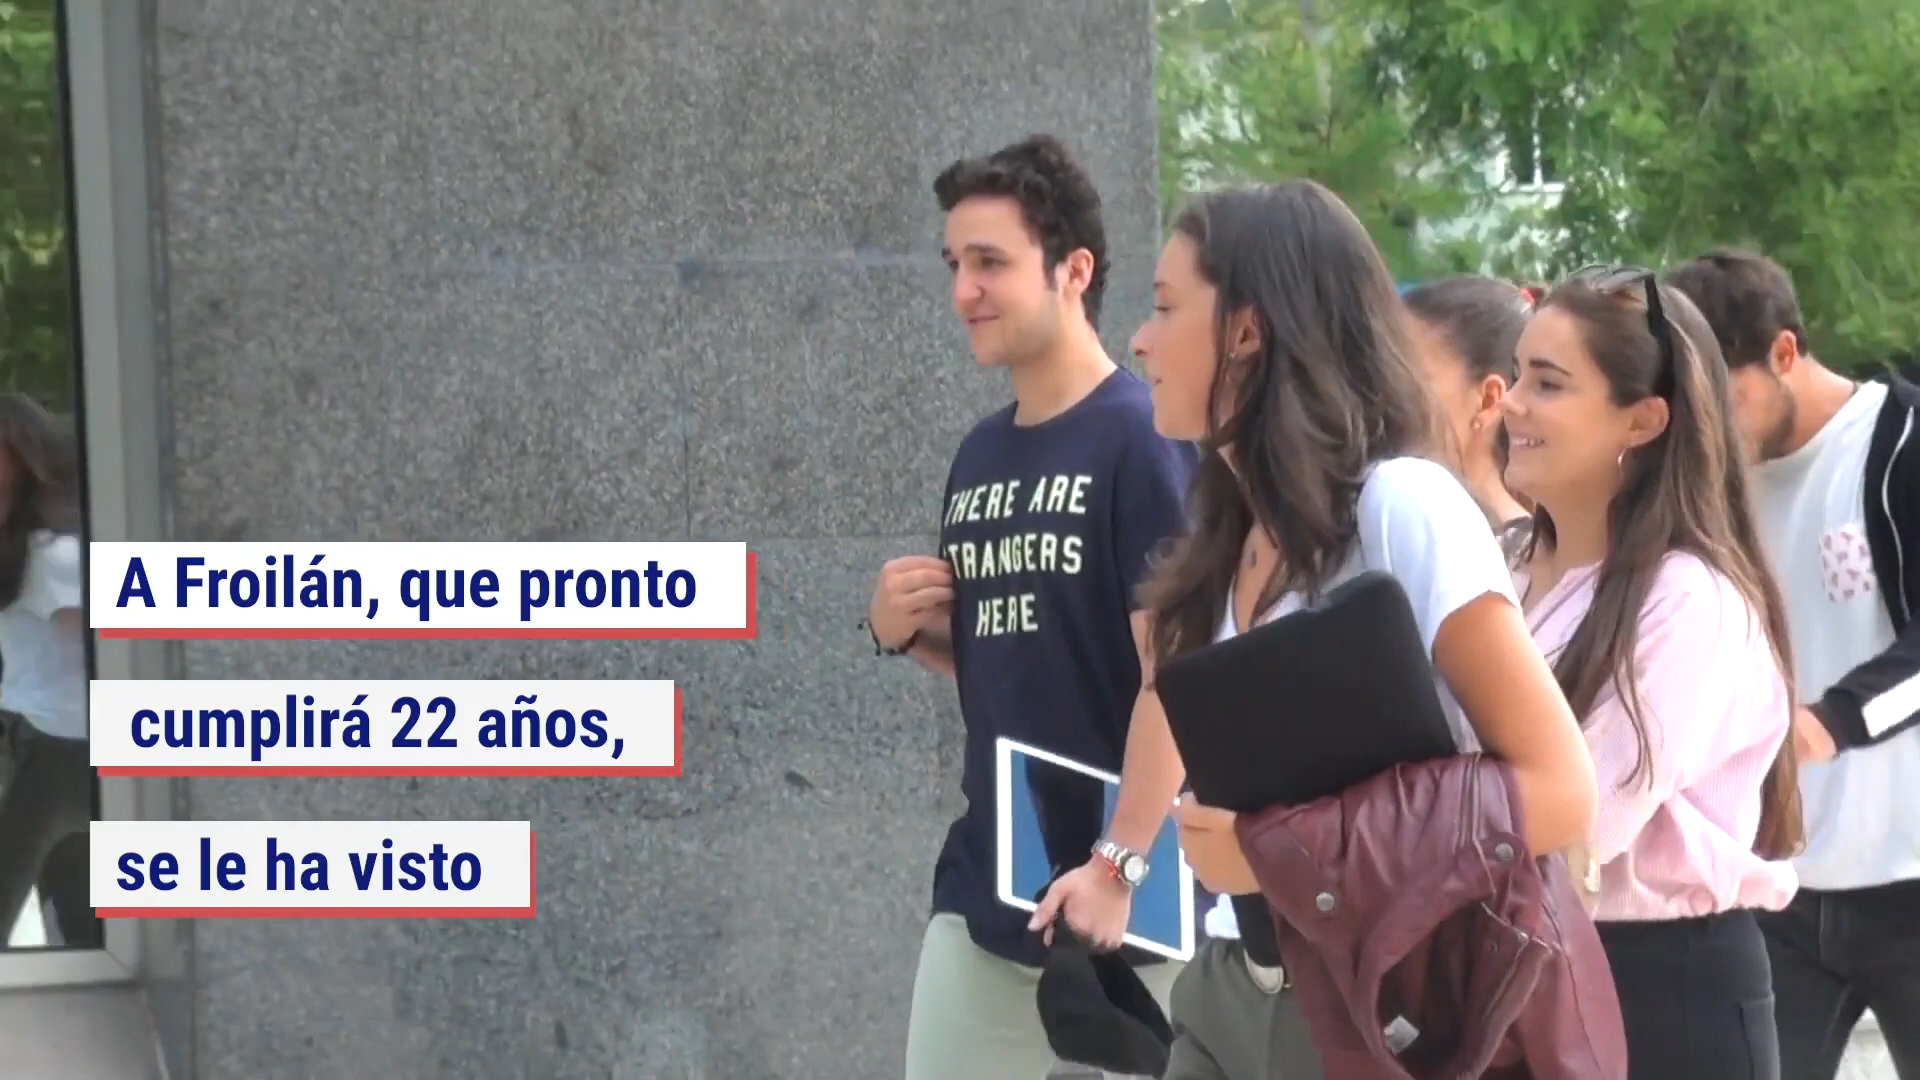 A Froilán, que pronto
cumplirá 22 años,
se le ha visto
THERE ARE
TRANGERS
HERE